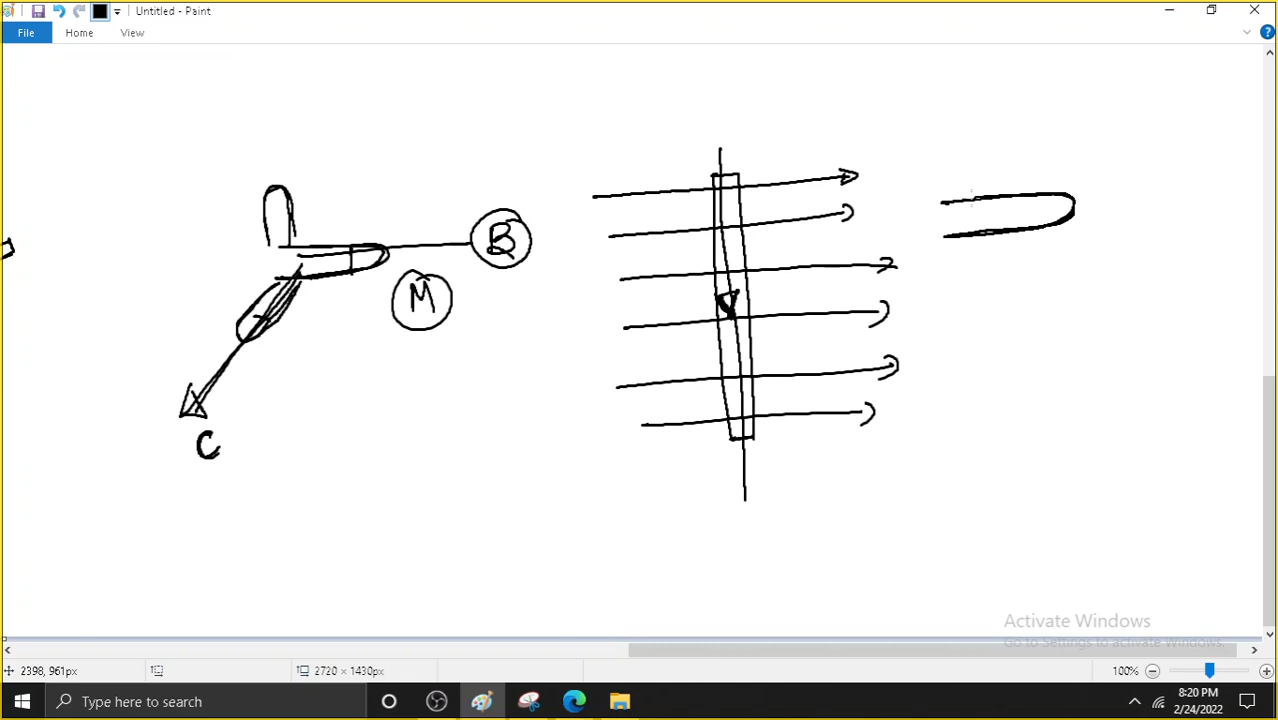 Untitled - Paint
File Home View
B
M
C
Activate Windows
Go to Settings to activate Windows.
2398, 961px 2720 × 1430px 100%
Type here to search
8:20 PM
2/24/2022